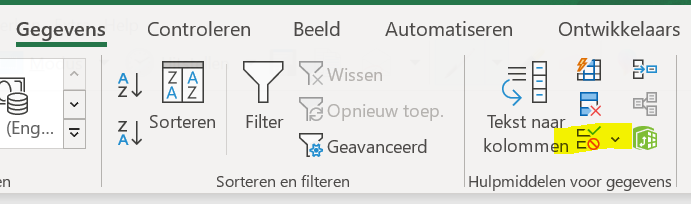 Gegevens Controleren Beeld Automatiseren Ontwikkelaars
(Eng...
A
Z
Z
A
Z A
A Z
Sorteren
Filter
Wissen
Opnieuw toep.
Geavanceerd
Tekst naar
kolommen
en
Sorteren en filteren
Hulpmiddelen voor gegevens